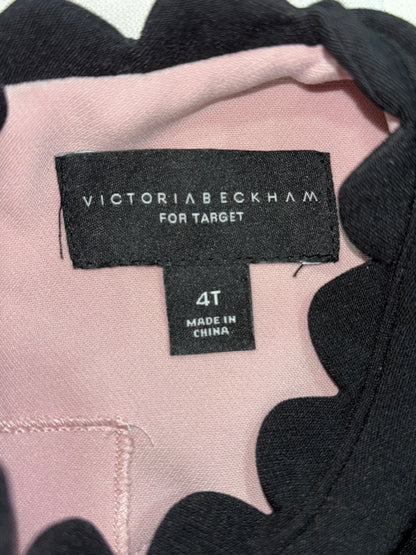 VICTORIABECKHAM
FOR TARGET
4T
MADE IN
CHINA